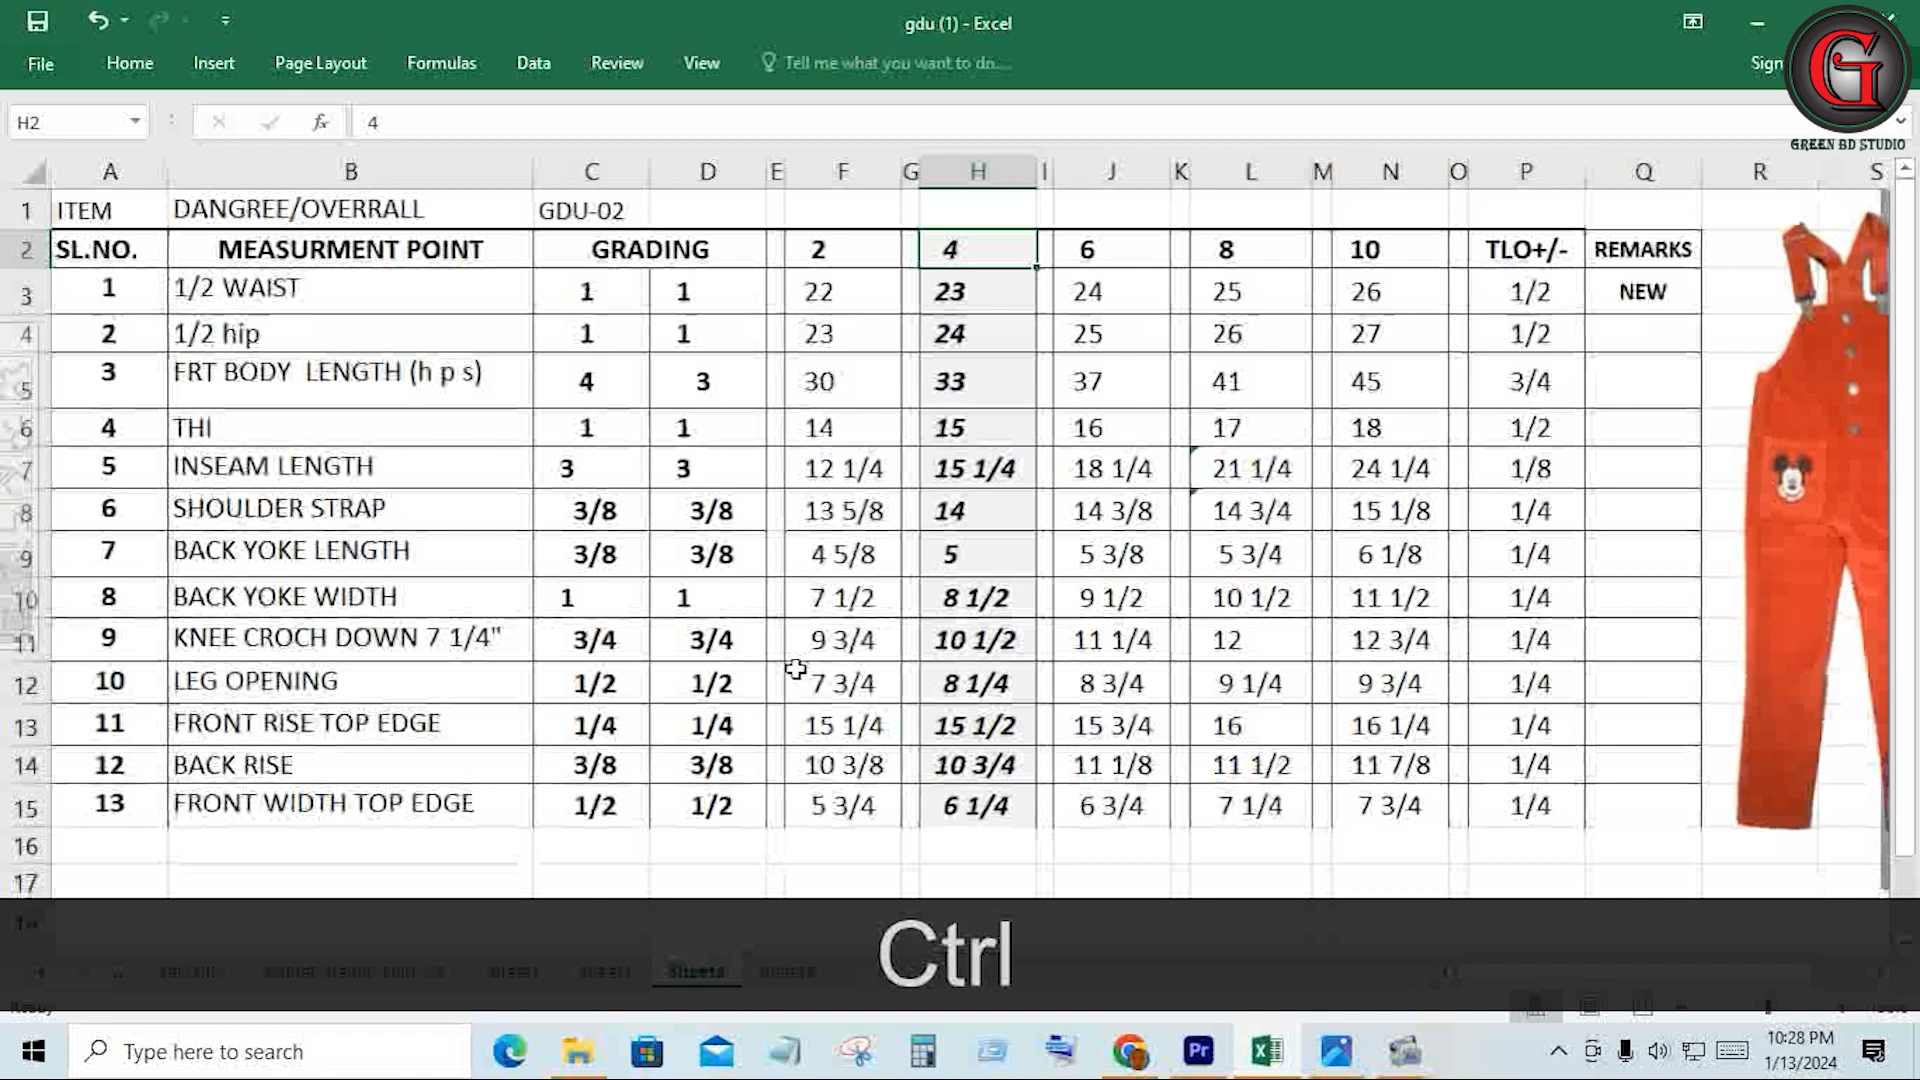 gdu (1) - Excel
File Home Insert Page Layout Formulas Data Review View Tell me what you want to do.... Sign
G
GREEN BD STUDIO
H2 fx 4
A B C D E F G H I J K L M N O P Q R S
1 ITEM DANGREE/OVERRALL GDU-02
2 SL.NO. MEASURMENT POINT GRADING 2 4 6 8 10 TLO+/- REMARKS
3 1 1/2 WAIST 1 1 22 23 24 25 26 1/2 NEW
4 2 1/2 hip 1 1 23 24 25 26 27 1/2
5 3 FRT BODY LENGTH (h p s) 4 3 30 33 37 41 45 3/4
6 4 THI 1 1 14 15 16 17 18 1/2
7 5 INSEAM LENGTH 3 3 12 1/4 15 1/4 18 1/4 21 1/4 24 1/4 1/8
8 6 SHOULDER STRAP 3/8 3/8 13 5/8 14 14 3/8 14 3/4 15 1/8 1/4
9 7 BACK YOKE LENGTH 3/8 3/8 4 5/8 5 5 3/8 5 3/4 6 1/8 1/4
10 8 BACK YOKE WIDTH 1 1 7 1/2 8 1/2 9 1/2 10 1/2 11 1/2 1/4
11 9 KNEE CROCH DOWN 7 1/4" 3/4 3/4 9 3/4 10 1/2 11 1/4 12 12 3/4 1/4
12 10 LEG OPENING 1/2 1/2 7 3/4 8 1/4 8 3/4 9 1/4 9 3/4 1/4
13 11 FRONT RISE TOP EDGE 1/4 1/4 15 1/4 15 1/2 15 3/4 16 16 1/4 1/4
14 12 BACK RISE 3/8 3/8 10 3/8 10 3/4 11 1/8 11 1/2 11 7/8 1/4
15 13 FRONT WIDTH TOP EDGE 1/2 1/2 5 3/4 6 1/4 6 3/4 7 1/4 7 3/4 1/4
16
17
Ctrl
Type here to search
Pr
10:28 PM
1/13/2024